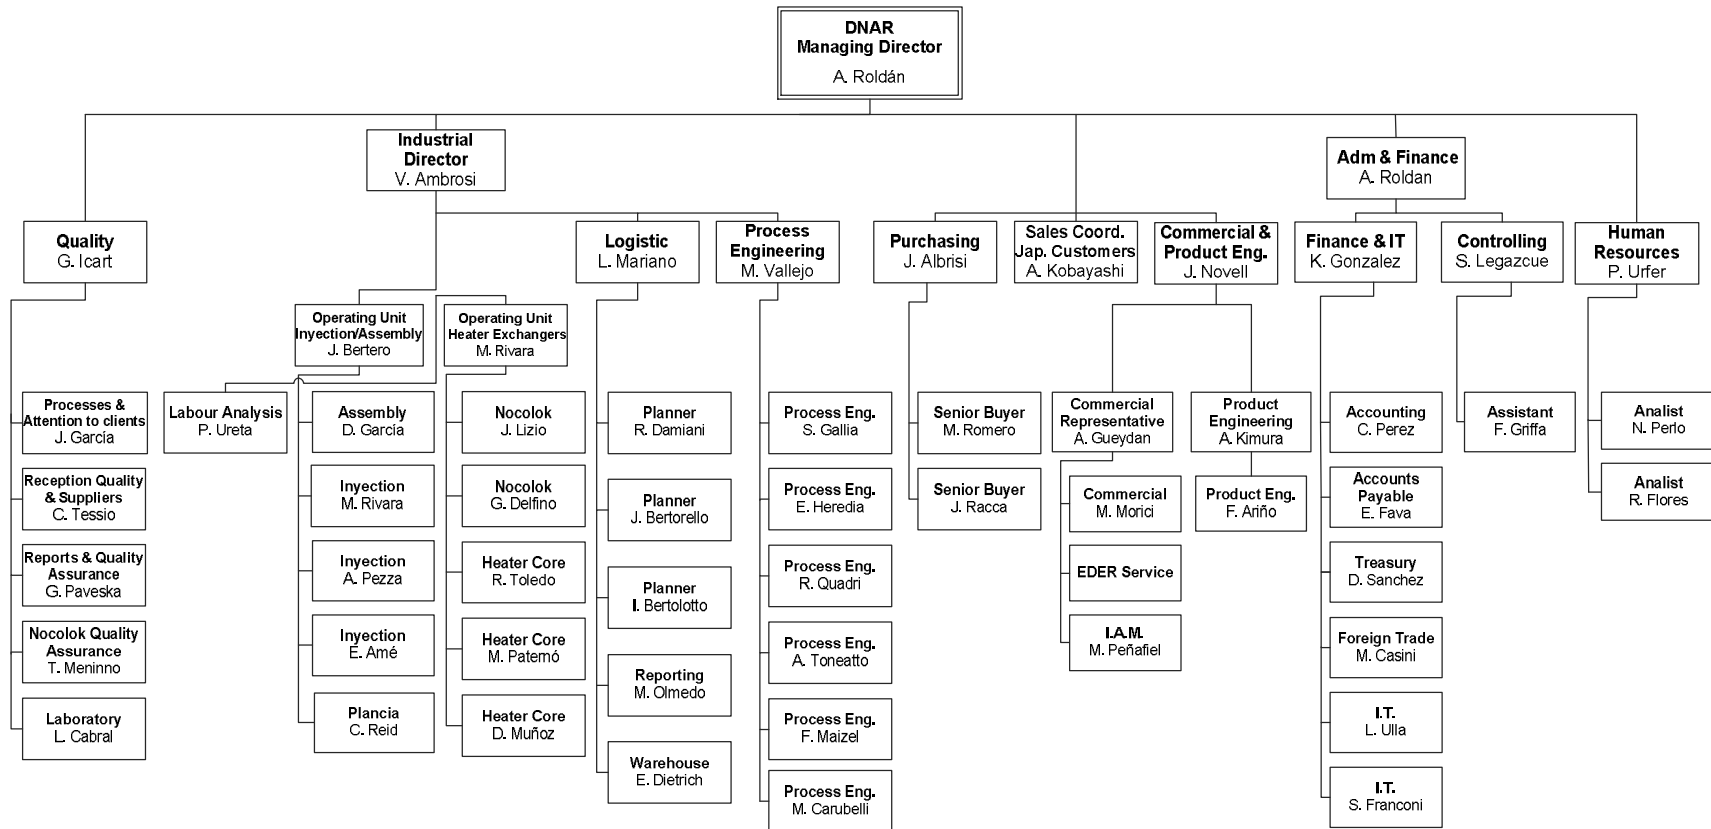 DNAR
Managing Director
A. Roldán
Industrial
Director
V. Ambrosi
Adm & Finance
A. Roldan
Quality
G. Icart
Logistic
L. Mariano
Process
Engineering
M. Vallejo
Purchasing
J. Albrisi
Sales Coord.
Jap. Customers
A. Kobayashi
Commercial &
Product Eng.
J. Novell
Finance & IT
K. Gonzalez
Controlling
S. Legazcue
Human
Resources
P. Urfer
Operating Unit
Inyection/Assembly
J. Bertero
Operating Unit
Heater Exchangers
M. Rivara
Processes &
Attention to clients
J. García
Reception Quality
& Suppliers
C. Tessio
Reports & Quality
Assurance
G. Paveska
Nocolok Quality
Assurance
T. Meninno
Laboratory
L. Cabral
Labour Analysis
P. Ureta
Assembly
D. García
Inyection
M. Rivara
Inyection
A. Pezza
Inyection
E. Amé
Plancia
C. Reid
Nocolok
J. Lizio
Nocolok
G. Delfino
Heater Core
R. Toledo
Heater Core
M. Paternó
Heater Core
D. Muñoz
Planner
R. Damiani
Planner
J. Bertorello
Planner
I. Bertolotto
Reporting
M. Olmedo
Warehouse
E. Dietrich
Process Eng.
S. Gallia
Process Eng.
E. Heredia
Process Eng.
R. Quadri
Process Eng.
A. Toneatto
Process Eng.
F. Maizel
Process Eng.
M. Carubelli
Senior Buyer
M. Romero
Senior Buyer
J. Racca
Commercial
Representative
A. Gueydan
Commercial
M. Morici
EDER Service
I.A.M.
M. Peñafiel
Product
Engineering
A. Kimura
Product Eng.
F. Ariño
Accounting
C. Perez
Accounts
Payable
E. Fava
Treasury
D. Sanchez
Foreign Trade
M. Casini
I.T.
L. Ulla
I.T.
S. Franconi
Assistant
F. Griffa
Analist
N. Perlo
Analist
R. Flores